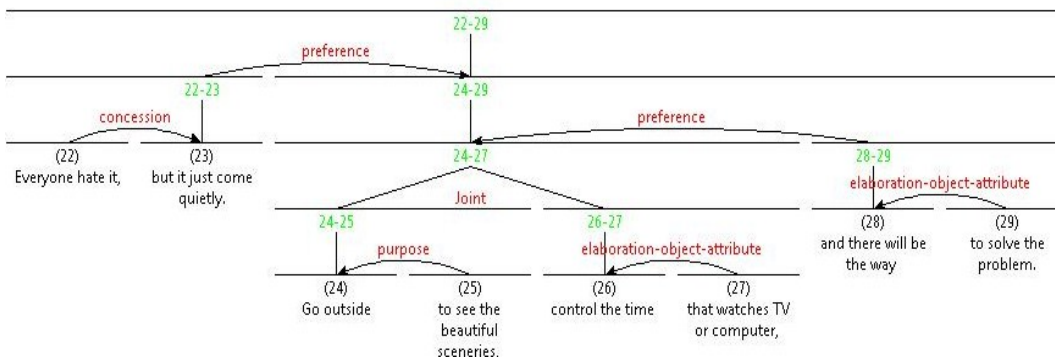 22-29
preference
22-23
24-29
concession
preference
(22)
Everyone hate it,
(23)
but it just come
quietly.
24-27
28-29
Joint
elaboration-object-attribute
24-25
26-27
(28)
and there will be
the way
(29)
to solve the
problem.
purpose
elaboration-object-attribute
(24)
Go outside
(25)
to see the
beautiful
sceneries.
(26)
control the time
(27)
that watches TV
or computer,